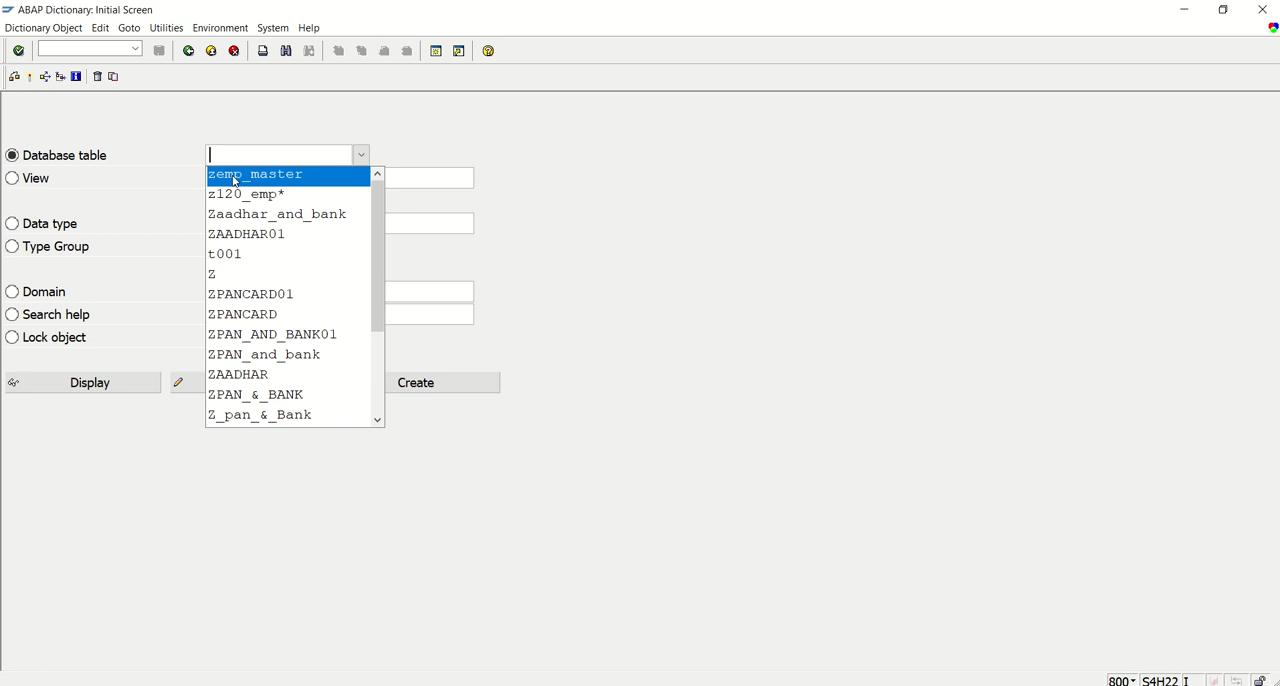 ABAP Dictionary: Initial Screen
Dictionary Object Edit Goto Utilities Environment System Help
Database table
View
Data type
Type Group
Domain
Search help
Lock object
zemp_master
z120_emp*
Zaadhar_and_bank
ZAADHAR01
t001
Z
ZPANCARD01
ZPANCARD
ZPAN_AND_BANK01
ZPAN_and_bank
ZAADHAR
ZPAN_&_BANK
Z_pan_&_Bank
Display Create
800 S4H22 I